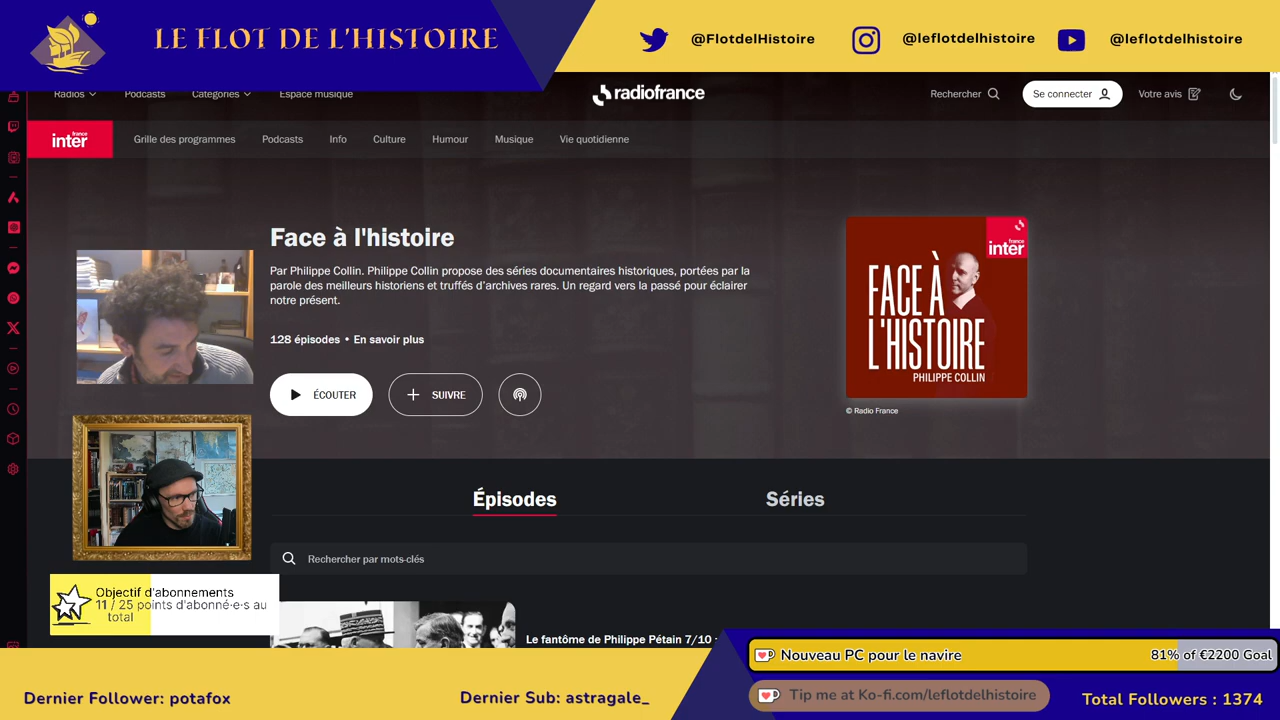 LE FLOT DE L'HISTOIRE
@FlotdelHistoire
@leflotdelhistoire
@leflotdelhistoire
Radios
Podcasts
Catégories
Espace musique
radiofrance
Rechercher
Se connecter
Votre avis
france
inter
Grille des programmes
Podcasts
Info
Culture
Humour
Musique
Vie quotidienne
Face à l'histoire
Par Philippe Collin. Philippe Collin propose des séries documentaires historiques, portées par la
parole des meilleurs historiens et truffés d'archives rares. Un regard vers la passé pour éclairer
notre présent.
128 épisodes • En savoir plus
ÉCOUTER
SUIVRE
france
inter
FACE À
L'HISTOIRE
PHILIPPE COLLIN
© Radio France
Épisodes
Séries
Rechercher par mots-clés
Objectif d'abonnements
11 / 25 points d'abonné·e·s au
total
Le fantôme de Philippe Pétain 7/10 -
Nouveau PC pour le navire
81% of €2200 Goal
Tip me at Ko-fi.com/leflotdelhistoire
Dernier Follower: potafox
Dernier Sub: astragale_
Total Followers : 1374